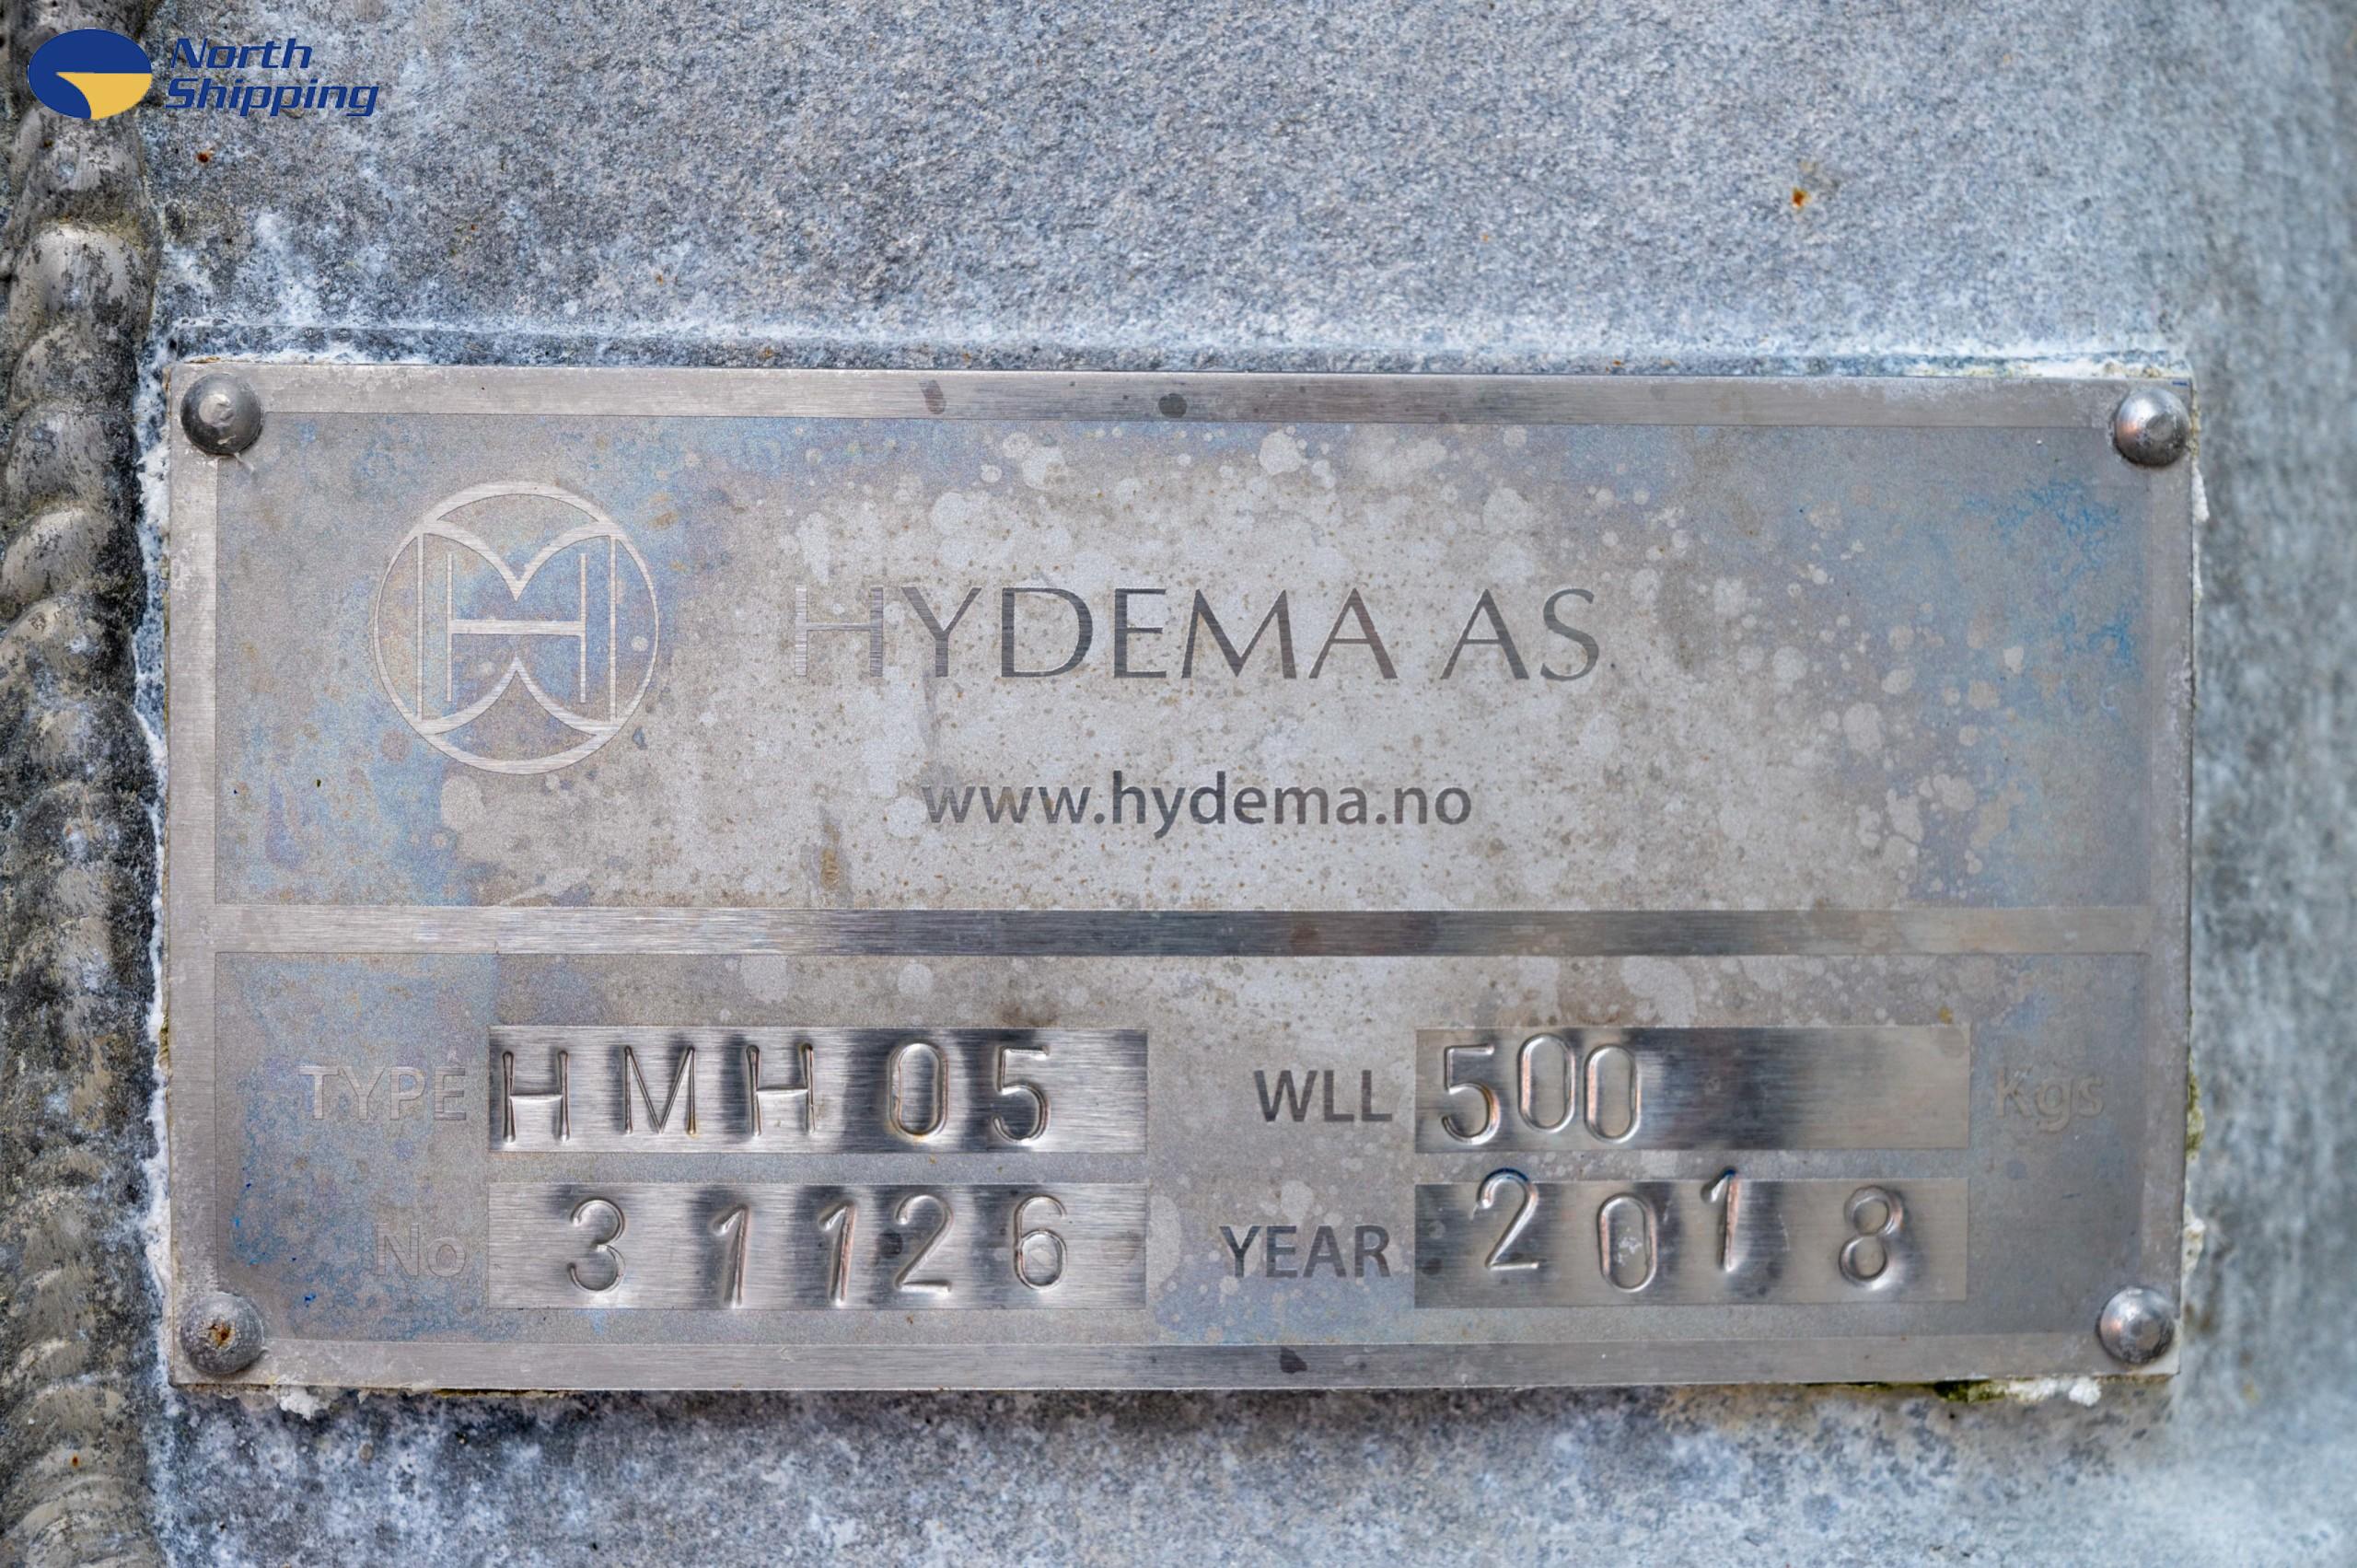 North
Shipping
HYDEMA AS
www.hydema.no
TYPE HMH 05 WLL 500 Kgs
No 31126 YEAR 2018